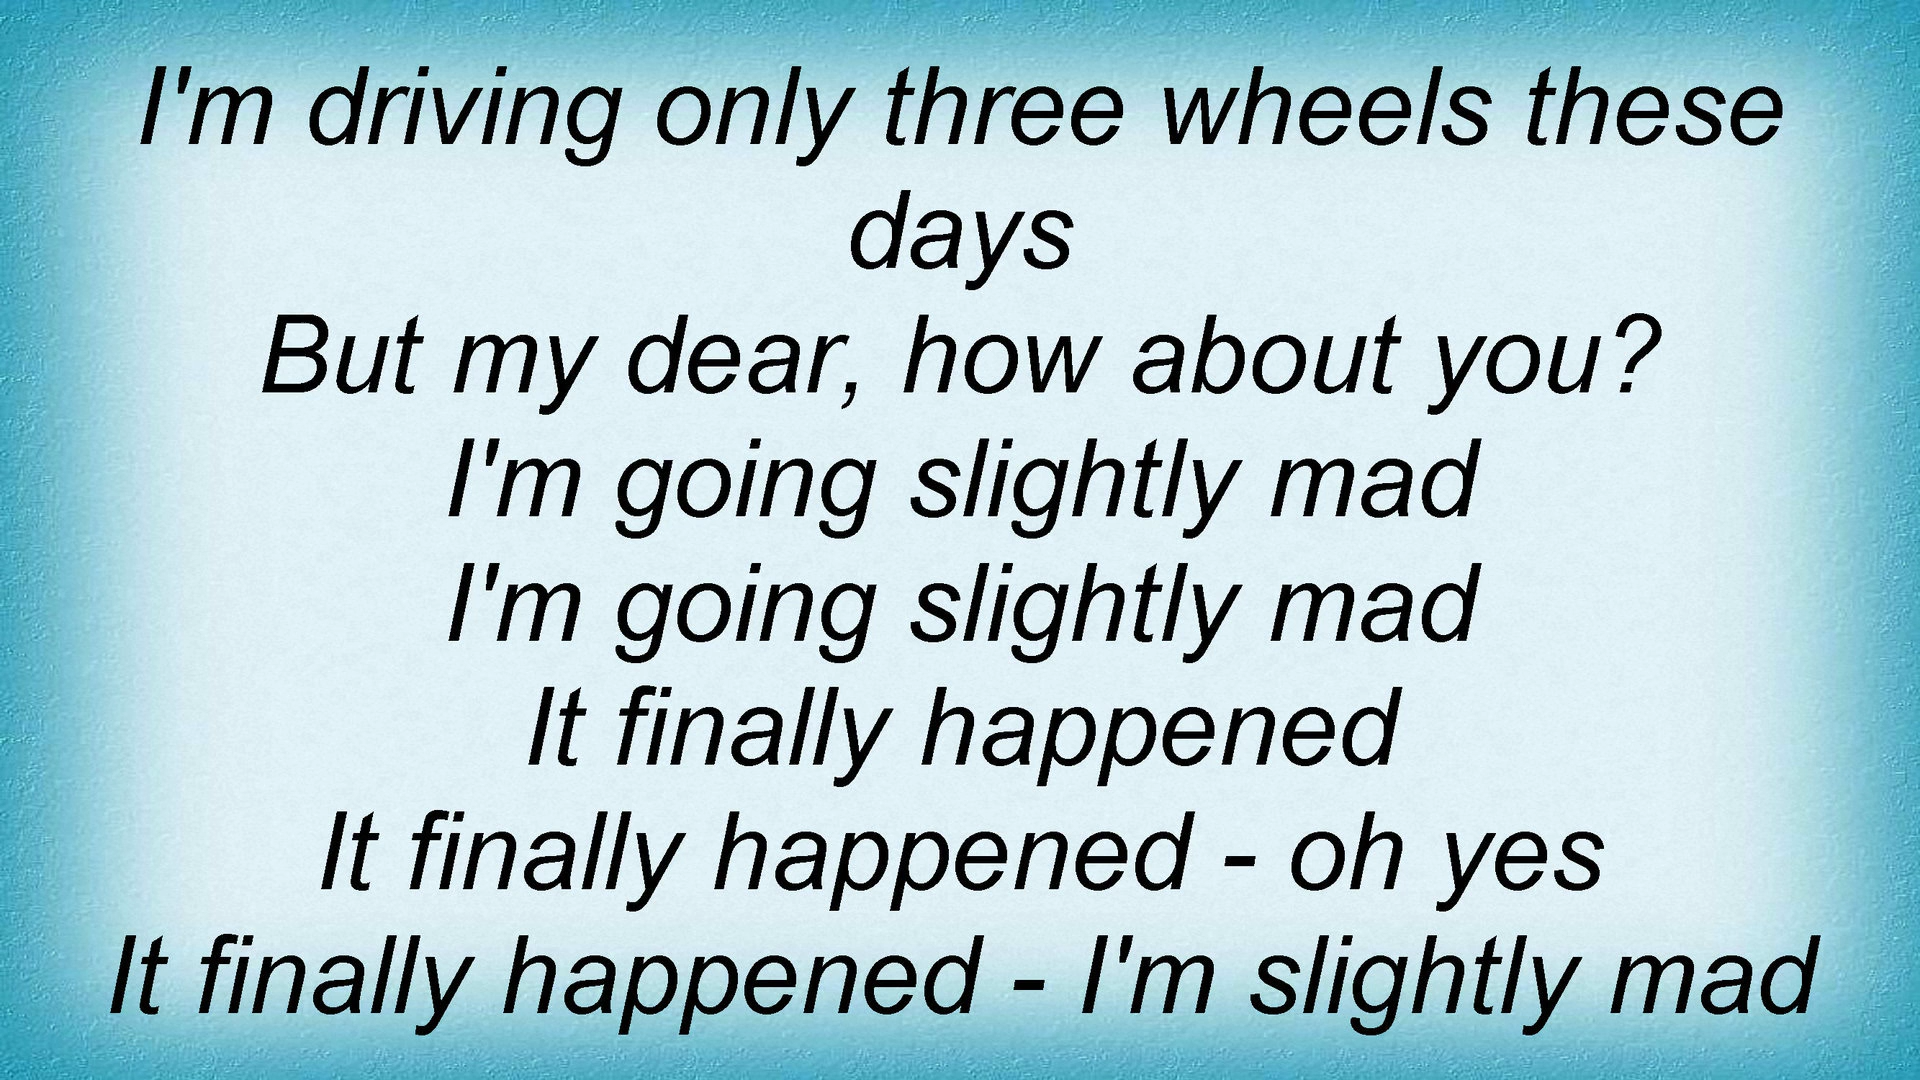 I'm driving only three wheels these
days
But my dear, how about you?
I'm going slightly mad
I'm going slightly mad
It finally happened
It finally happened - oh yes
It finally happened - I'm slightly mad